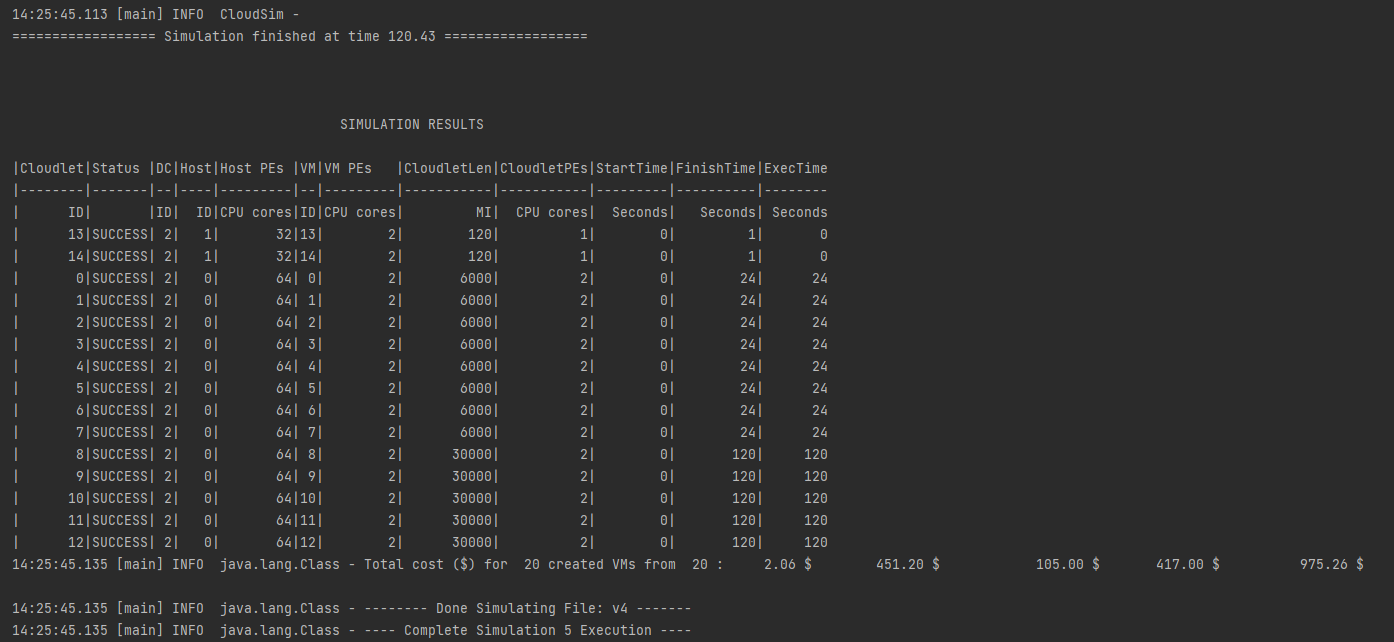 14:25:45.113 [main] INFO  CloudSim -
================== Simulation finished at time 120.43 ==================
SIMULATION RESULTS
|Cloudlet|Status |DC|Host|Host PEs |VM|VM PEs   |CloudletLen|CloudletPEs|StartTime|FinishTime|ExecTime
|--------|-------|--|----|---------|--|---------|-----------|-----------|---------|----------|--------
|      ID|       |ID|  ID|CPU cores|ID|CPU cores|         MI|  CPU cores|  Seconds|   Seconds| Seconds
|      13|SUCCESS| 2|   1|       32|13|        2|        120|          1|        0|         1|       0
|      14|SUCCESS| 2|   1|       32|14|        2|        120|          1|        0|         1|       0
|       0|SUCCESS| 2|   0|       64| 0|        2|       6000|          2|        0|        24|      24
|       1|SUCCESS| 2|   0|       64| 1|        2|       6000|          2|        0|        24|      24
|       2|SUCCESS| 2|   0|       64| 2|        2|       6000|          2|        0|        24|      24
|       3|SUCCESS| 2|   0|       64| 3|        2|       6000|          2|        0|        24|      24
|       4|SUCCESS| 2|   0|       64| 4|        2|       6000|          2|        0|        24|      24
|       5|SUCCESS| 2|   0|       64| 5|        2|       6000|          2|        0|        24|      24
|       6|SUCCESS| 2|   0|       64| 6|        2|       6000|          2|        0|        24|      24
|       7|SUCCESS| 2|   0|       64| 7|        2|       6000|          2|        0|        24|      24
|       8|SUCCESS| 2|   0|       64| 8|        2|      30000|          2|        0|       120|     120
|       9|SUCCESS| 2|   0|       64| 9|        2|      30000|          2|        0|       120|     120
|      10|SUCCESS| 2|   0|       64|10|        2|      30000|          2|        0|       120|     120
|      11|SUCCESS| 2|   0|       64|11|        2|      30000|          2|        0|       120|     120
|      12|SUCCESS| 2|   0|       64|12|        2|      30000|          2|        0|       120|     120
14:25:45.135 [main] INFO  java.lang.Class - Total cost ($) for  20 created VMs from  20 :     2.06 $        451.20 $            105.00 $       417.00 $          975.26 $
14:25:45.135 [main] INFO  java.lang.Class - -------- Done Simulating File: v4 -------
14:25:45.135 [main] INFO  java.lang.Class - ---- Complete Simulation 5 Execution ----